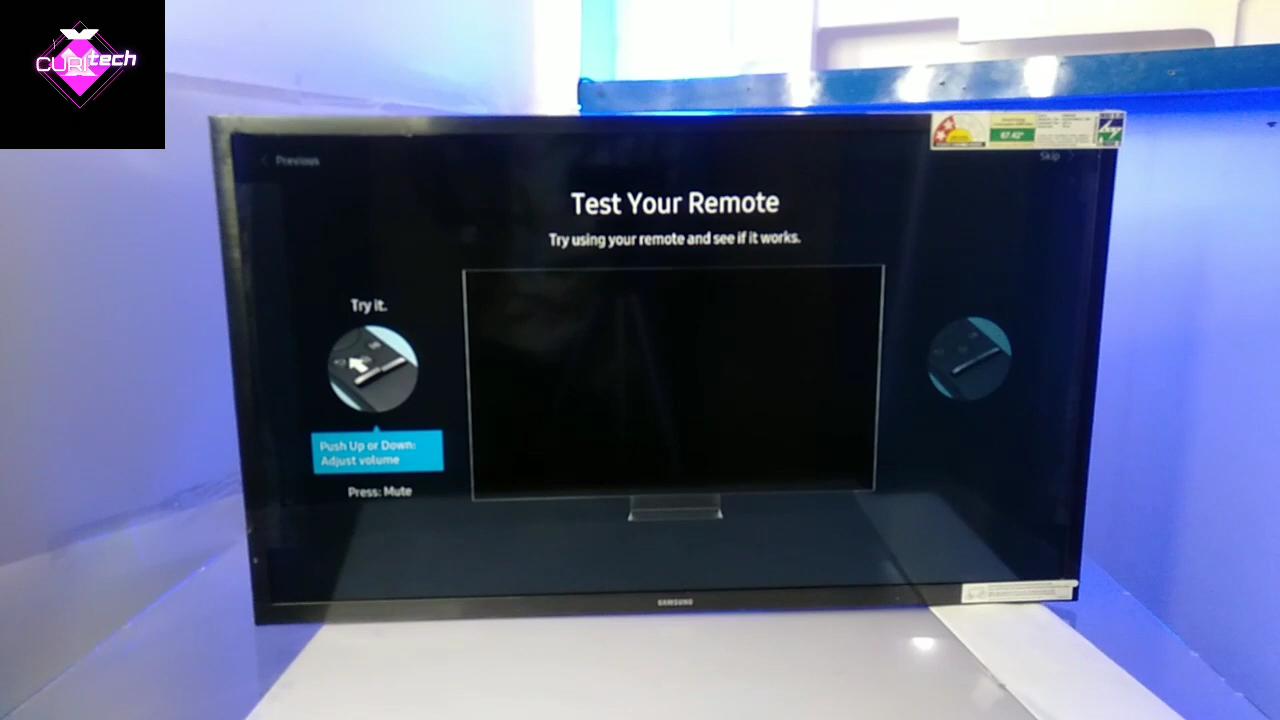 CURI tech
Previous
Skip
Test Your Remote
Try using your remote and see if it works.
Try it.
Push Up or Down:
Adjust volume
Press: Mute
SAMSUNG